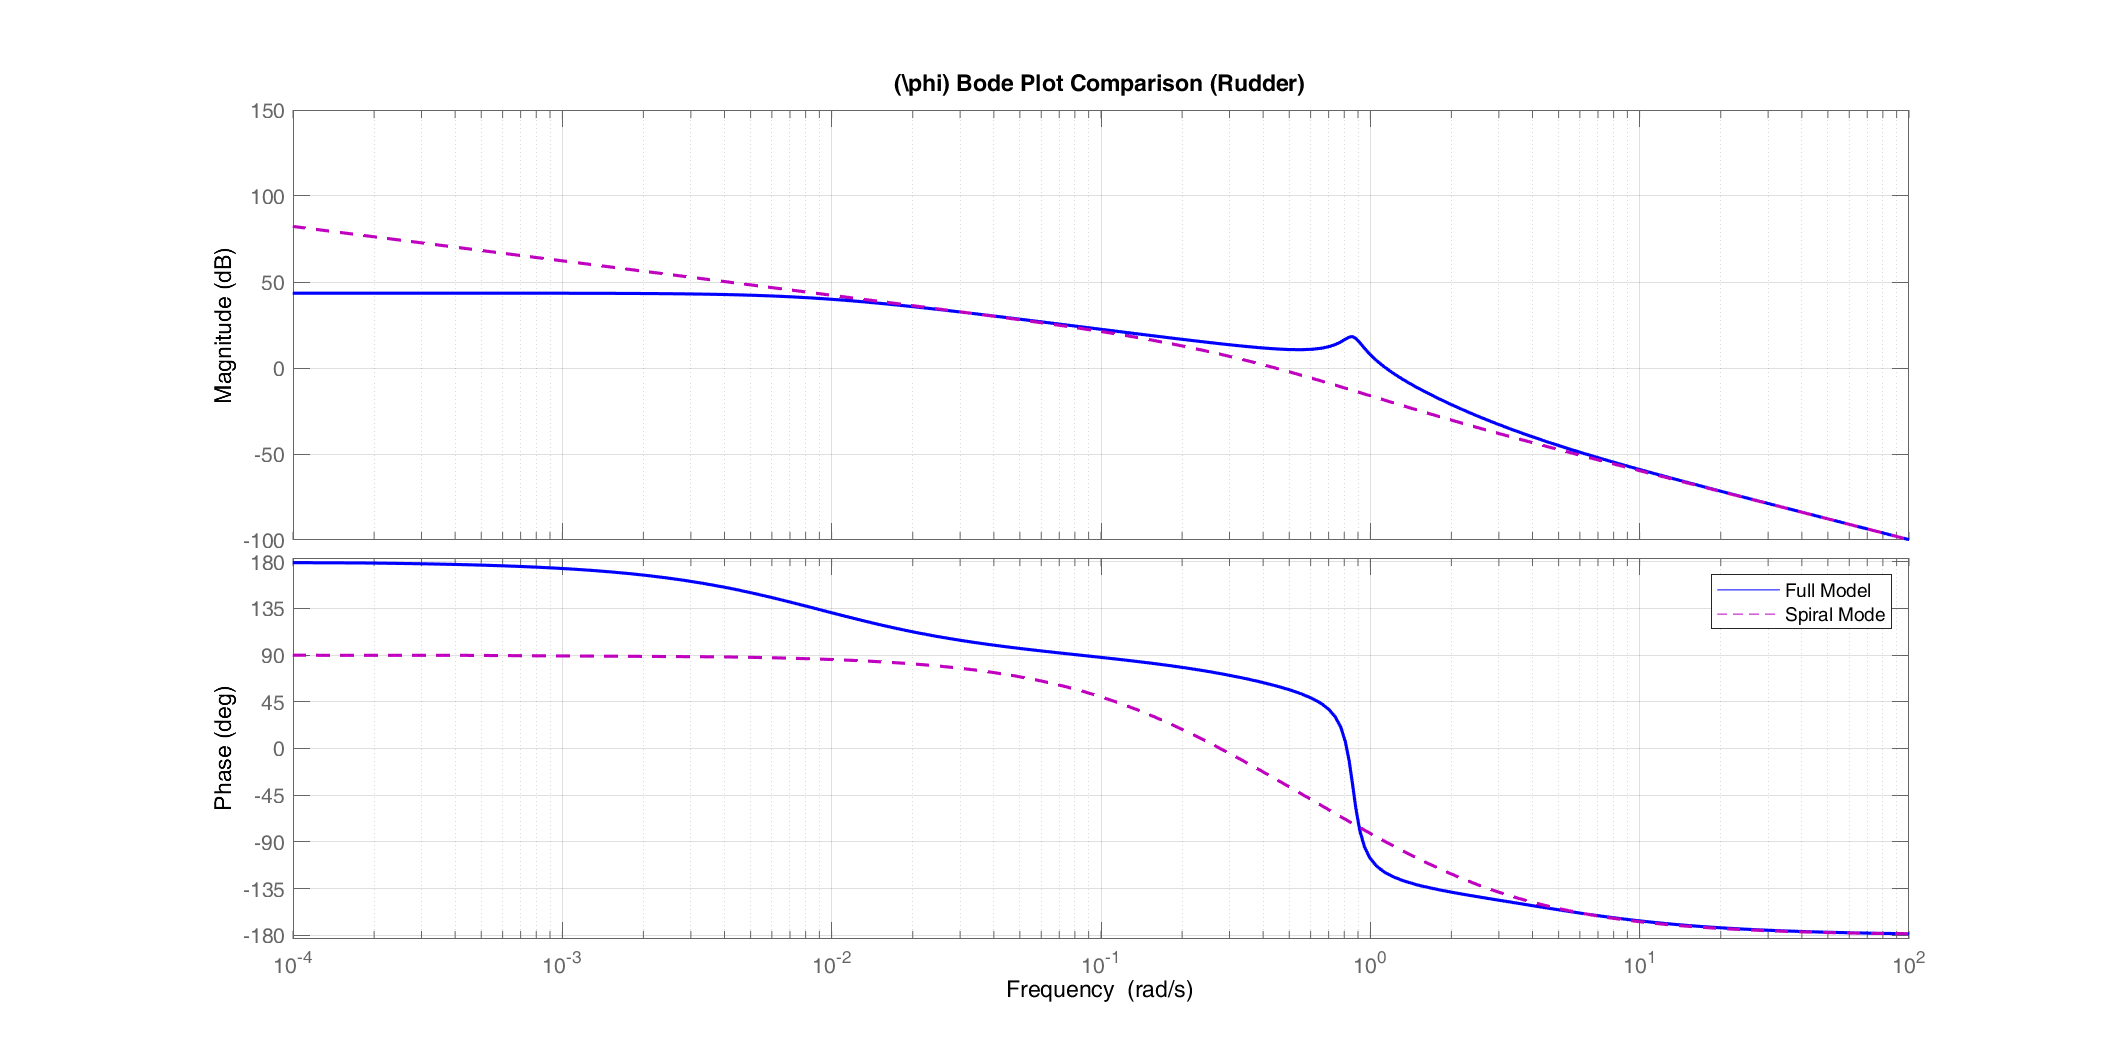 (\phi) Bode Plot Comparison (Rudder)
150
100
50
0
-50
-100
Magnitude (dB)
180
135
90
45
0
-45
-90
-135
-180
Phase (deg)
Full Model
Spiral Mode
10^-4 10^-3 10^-2 10^-1 10^0 10^1 10^2
Frequency (rad/s)